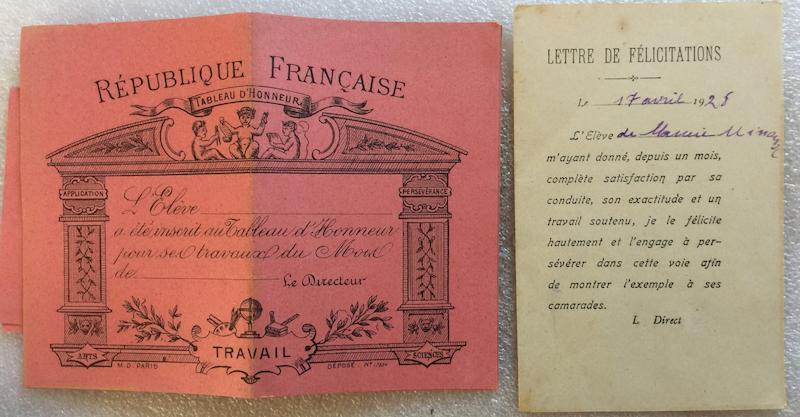 RÉPUBLIQUE FRANÇAISE
TABLEAU D'HONNEUR
APPLICATION
PERSÉVÉRANCE
L'Élève
a été inscrit au Tableau d'Honneur
pour ses travaux du Mois
de
Le Directeur
ARTS
TRAVAIL
SCIENCES
M.D. PARIS
DÉPOSÉ. N°
LETTRE DE FÉLICITATIONS
Le 17 avril 1928
L'Elève de
m'ayant donné, depuis un mois,
complète satisfaction par sa
conduite, son exactitude et un
travail soutenu, je le félicite
hautement et l'engage à per-
sévérer dans cette voie afin
de montrer l'exemple à ses
camarades.
L. Direct